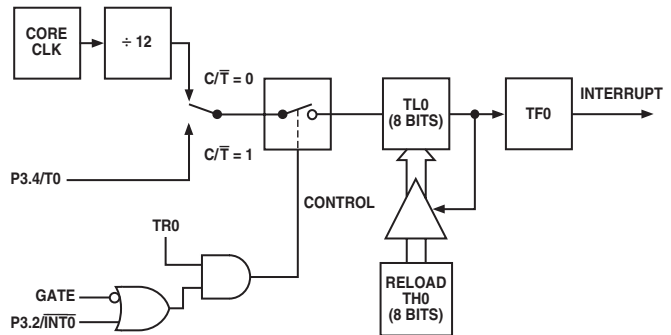 CORE
CLK
÷ 12
C/T̅ = 0
C/T̅ = 1
P3.4/T0
TR0
GATE
P3.2/I̅N̅T̅0̅
CONTROL
TL0
(8 BITS)
TF0
INTERRUPT
RELOAD
TH0
(8 BITS)